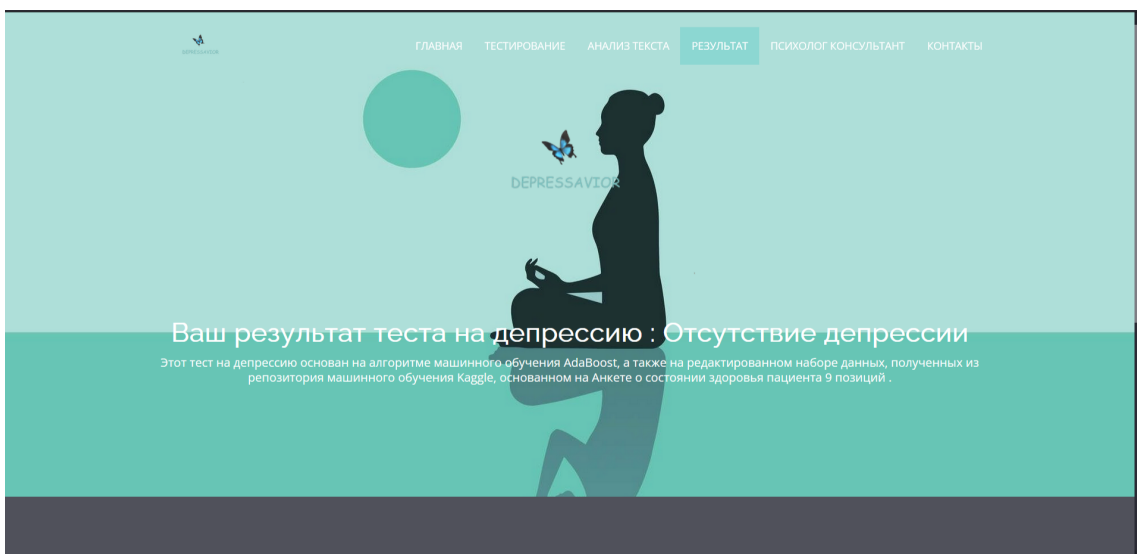 DEPRESSAVIOR
ГЛАВНАЯ ТЕСТИРОВАНИЕ АНАЛИЗ ТЕКСТА РЕЗУЛЬТАТ ПСИХОЛОГ КОНСУЛЬТАНТ КОНТАКТЫ
DEPRESSAVIOR
Ваш результат теста на депрессию : Отсутствие депрессии
Этот тест на депрессию основан на алгоритме машинного обучения AdaBoost, а также на редактированном наборе данных, полученных из
репозитория машинного обучения Kaggle, основанном на Анкете о состоянии здоровья пациента 9 позиций .